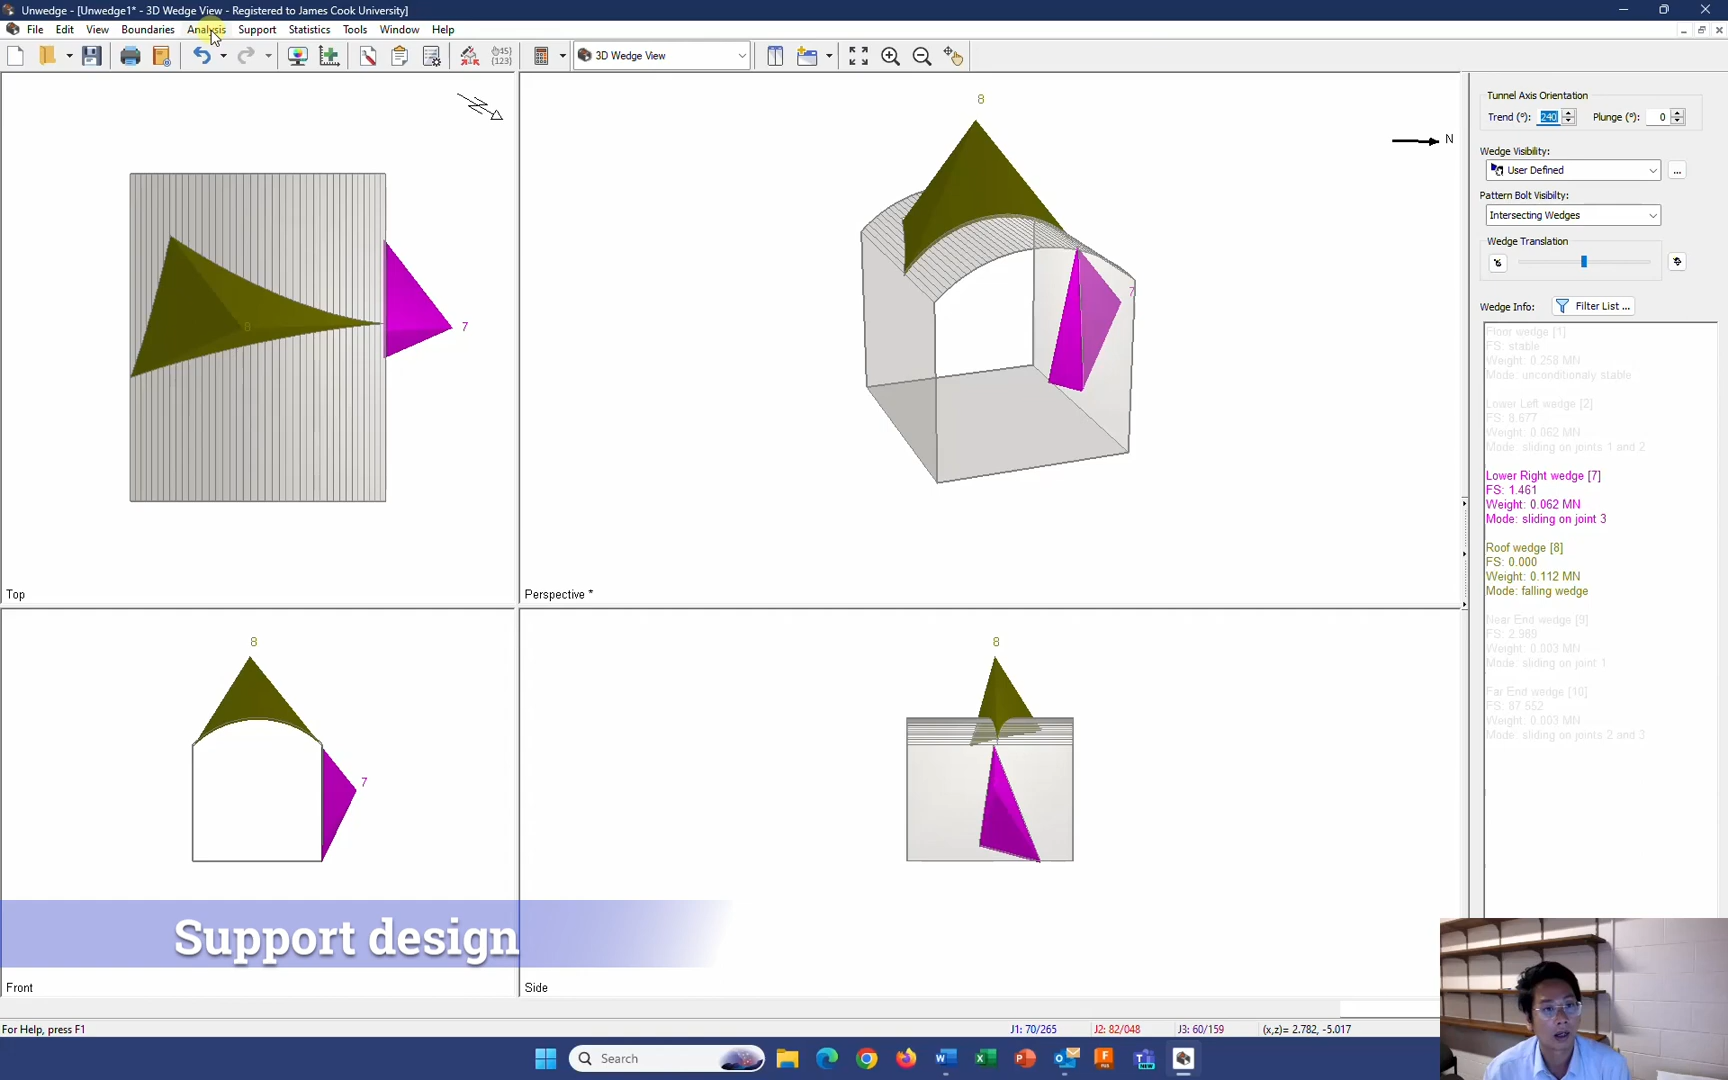 Unwedge - [Unwedge1* - 3D Wedge View - Registered to James Cook University]
File Edit View Boundaries Analysis Support Statistics Tools Window Help
3D Wedge View
8
N
7
8
7
Top
Perspective *
8
7
8
Support design
Front
Side
Tunnel Axis Orientation
Trend (°): 240 Plunge (°): 0
Wedge Visibility:
User Defined
...
Pattern Bolt Visibilty:
Intersecting Wedges
Wedge Translation
Wedge Info: Filter List ...
Floor wedge [1]
FS: stable
Weight: 0.258 MN
Mode: unconditionaly stable
Lower Left wedge [2]
FS: 8.677
Weight: 0.062 MN
Mode: sliding on joints 1 and 2
Lower Right wedge [7]
FS: 1.461
Weight: 0.062 MN
Mode: sliding on joint 3
Roof wedge [8]
FS: 0.000
Weight: 0.112 MN
Mode: falling wedge
Near End wedge [9]
FS: 2.989
Weight: 0.003 MN
Mode: sliding on joint 1
Far End wedge [10]
FS: 87.552
Weight: 0.003 MN
Mode: sliding on joints 2 and 3
For Help, press F1
J1: 70/265 J2: 82/048 J3: 60/159 (x,z)= 2.782, -5.017
Search